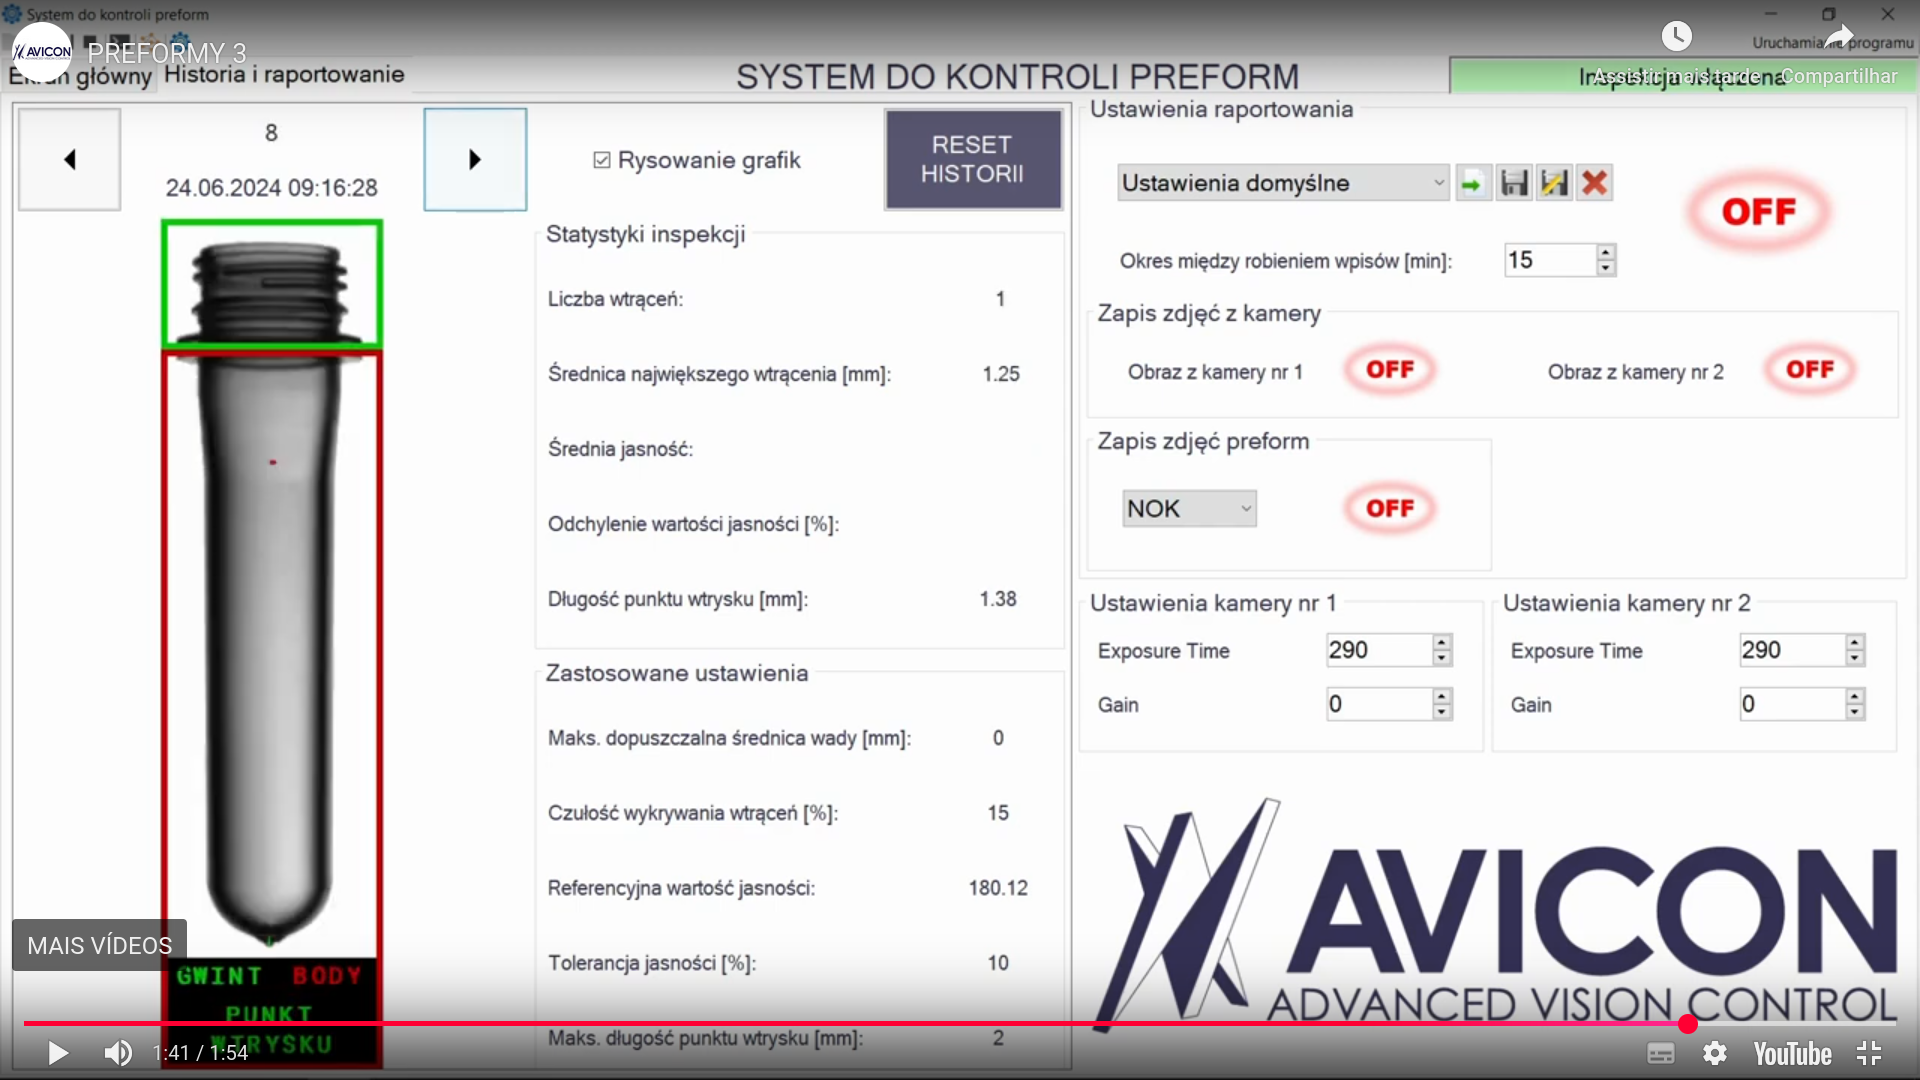 System do kontroli preform
AVICON
PREFORMY 3
Uruchamianie programu
Ekran główny
Historia i raportowanie
SYSTEM DO KONTROLI PREFORM
Inspekcja włączona
Assistir mais tarde
Compartilhar
8
24.06.2024 09:16:28
Rysowanie grafik
RESET
HISTORII
Statystyki inspekcji
Liczba wtrąceń: 1
Średnica największego wtrącenia [mm]: 1.25
Średnia jasność:
Odchylenie wartości jasności [%]:
Długość punktu wtrysku [mm]: 1.38
Zastosowane ustawienia
Maks. dopuszczalna średnica wady [mm]: 0
Czułość wykrywania wtrąceń [%]: 15
Referencyjna wartość jasności: 180.12
Tolerancja jasności [%]: 10
Maks. długość punktu wtrysku [mm]: 2
Ustawienia raportowania
Ustawienia domyślne
OFF
Okres między robieniem wpisów [min]: 15
Zapis zdjęć z kamery
Obraz z kamery nr 1 OFF
Obraz z kamery nr 2 OFF
Zapis zdjęć preform
NOK OFF
Ustawienia kamery nr 1
Exposure Time 290
Gain 0
Ustawienia kamery nr 2
Exposure Time 290
Gain 0
AVICON
ADVANCED VISION CONTROL
MAIS VÍDEOS
GWINT BODY
PUNKT
WTRYSKU
1:41 / 1:54
YouTube